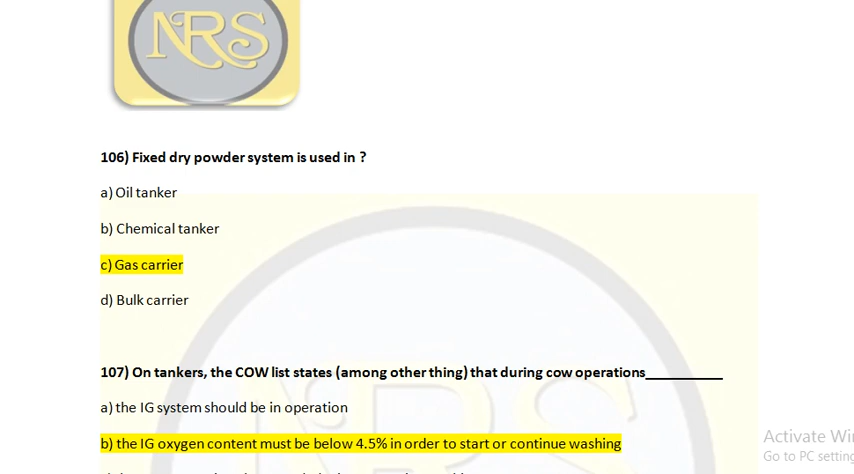 NRS
106) Fixed dry powder system is used in ?
a) Oil tanker
b) Chemical tanker
c) Gas carrier
d) Bulk carrier
107) On tankers, the COW list states (among other thing) that during cow operations__________
a) the IG system should be in operation
b) the IG oxygen content must be below 4.5% in order to start or continue washing
Activate Wi
Go to PC setting